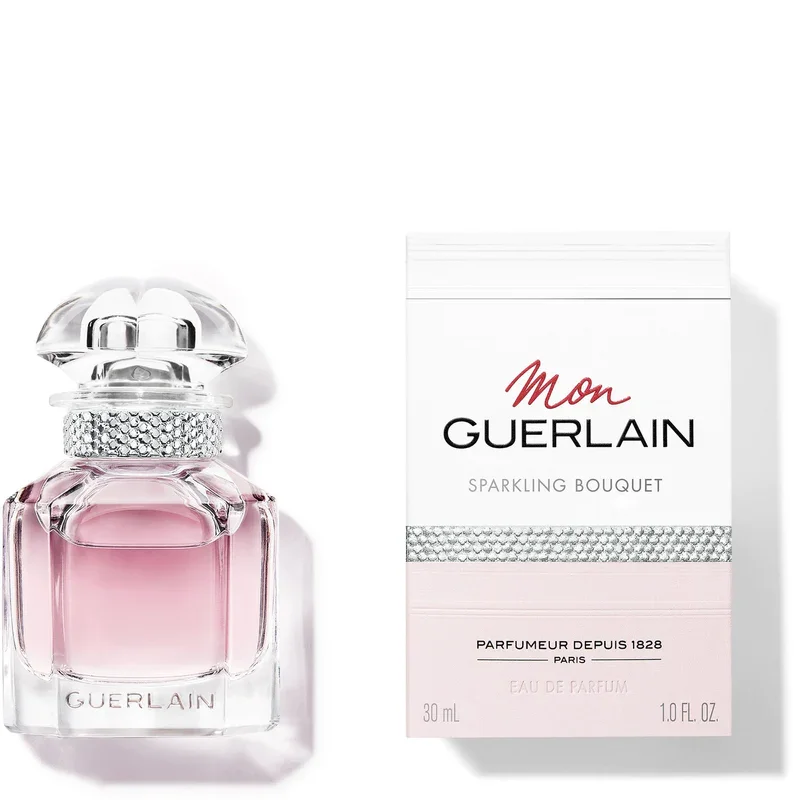 GUERLAIN
Mon
GUERLAIN
SPARKLING BOUQUET
PARFUMEUR DEPUIS 1828
PARIS
EAU DE PARFUM
30 mL 1.0 FL. OZ.